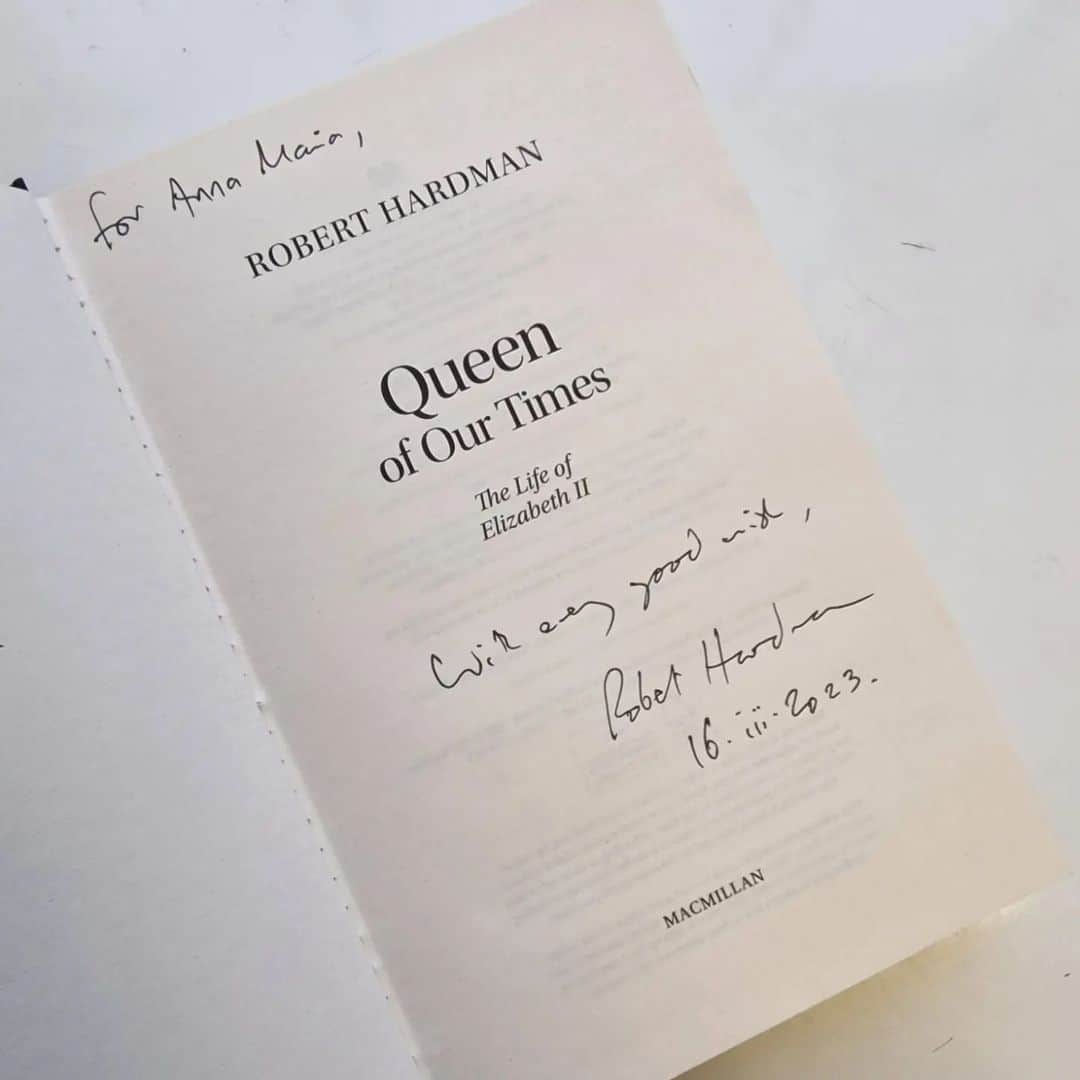 For Anna Maria,
ROBERT HARDMAN
Queen
of Our Times
The Life of
Elizabeth II
With every good wish,
Robert Hardman
16.iii.2023.
MACMILLAN